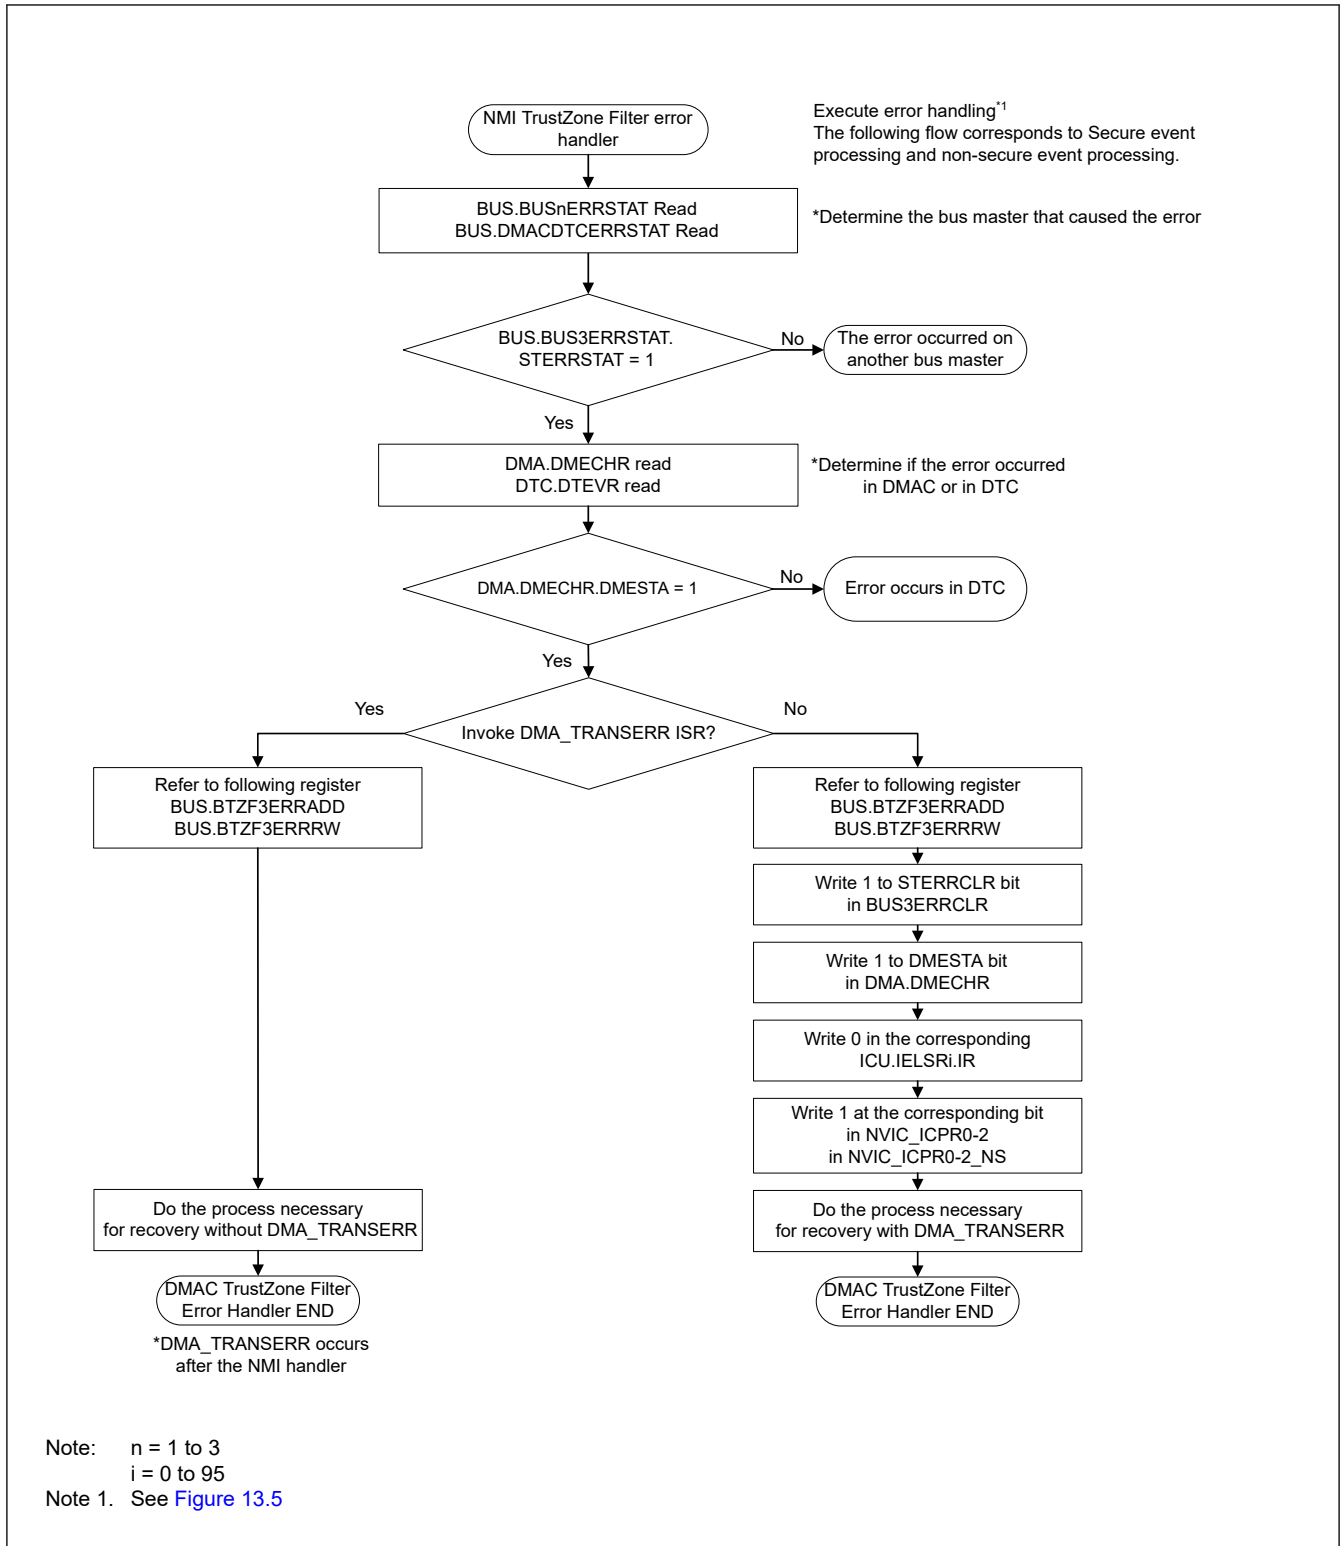 NMI TrustZone Filter error
handler
Execute error handling*1
The following flow corresponds to Secure event
processing and non-secure event processing.
BUS.BUSnERRSTAT Read
BUS.DMACDTCERRSTAT Read
*Determine the bus master that caused the error
BUS.BUS3ERRSTAT.
STERRSTAT = 1
No
The error occurred on
another bus master
Yes
DMA.DMECHR read
DTC.DTEVR read
*Determine if the error occurred
in DMAC or in DTC
DMA.DMECHR.DMESTA = 1
No
Error occurs in DTC
Yes
Invoke DMA_TRANSERR ISR?
Yes
No
Refer to following register
BUS.BTZF3ERRADD
BUS.BTZF3ERRRW
Refer to following register
BUS.BTZF3ERRADD
BUS.BTZF3ERRRW
Write 1 to STERRCLR bit
in BUS3ERRCLR
Write 1 to DMESTA bit
in DMA.DMECHR
Write 0 in the corresponding
ICU.IELSRi.IR
Write 1 at the corresponding bit
in NVIC_ICPR0-2
in NVIC_ICPR0-2_NS
Do the process necessary
for recovery without DMA_TRANSERR
Do the process necessary
for recovery with DMA_TRANSERR
DMAC TrustZone Filter
Error Handler END
DMAC TrustZone Filter
Error Handler END
*DMA_TRANSERR occurs
after the NMI handler
Note: n = 1 to 3
i = 0 to 95
Note 1. See Figure 13.5